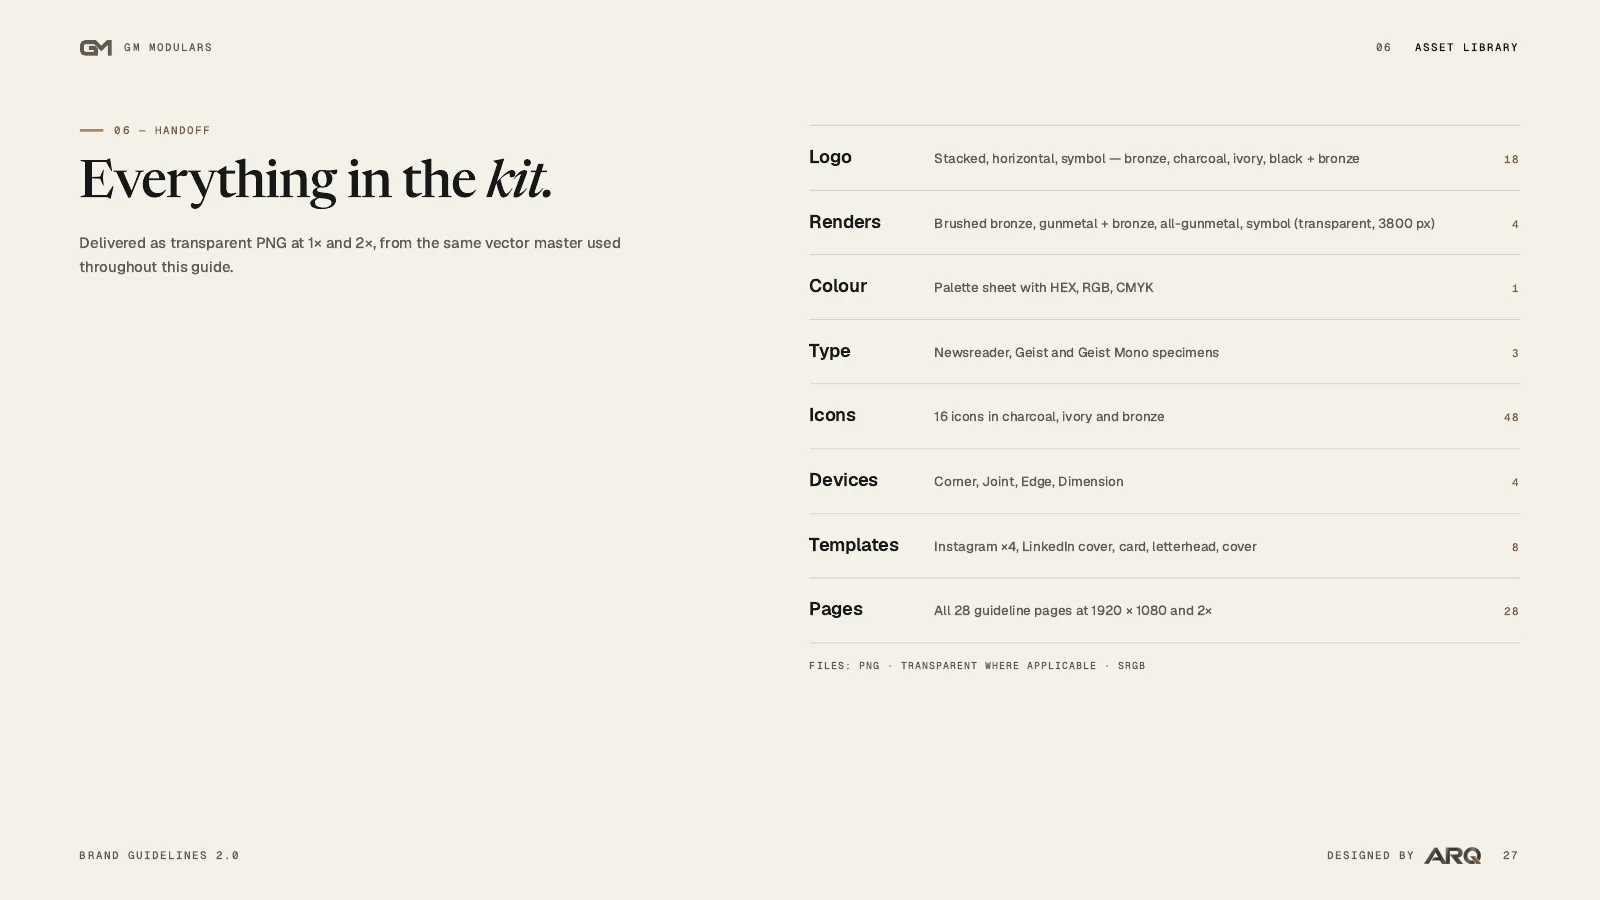 GM GM MODULARS
06 ASSET LIBRARY
06 — HANDOFF
Everything in the kit.
Delivered as transparent PNG at 1× and 2×, from the same vector master used
throughout this guide.
Logo Stacked, horizontal, symbol — bronze, charcoal, ivory, black + bronze 18
Renders Brushed bronze, gunmetal + bronze, all-gunmetal, symbol (transparent, 3800 px) 4
Colour Palette sheet with HEX, RGB, CMYK 1
Type Newsreader, Geist and Geist Mono specimens 3
Icons 16 icons in charcoal, ivory and bronze 48
Devices Corner, Joint, Edge, Dimension 4
Templates Instagram ×4, LinkedIn cover, card, letterhead, cover 8
Pages All 28 guideline pages at 1920 × 1080 and 2× 28
FILES: PNG · TRANSPARENT WHERE APPLICABLE · SRGB
BRAND GUIDELINES 2.0
DESIGNED BY ARQ 27